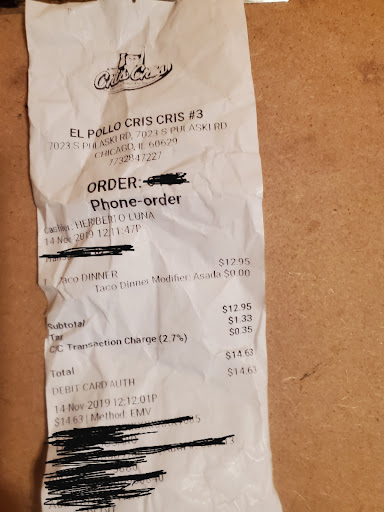 Cris Cris
EL POLLO CRIS CRIS #3
7023 S PULASKI RD, 7023 S PULASKI RD
CHICAGO, IL 60629
7732847227
ORDER:
Phone-order
Cashier: HERIBERTO LUNA
14 Nov 2019 12:11:47P
1 Taco DINNER $12.95
Taco Dinner Modifier: Asada $0.00
Subtotal $12.95
Tax $1.33
C/C Transaction Charge (2.7%) $0.35
Total $14.63
DEBIT CARD AUTH $14.63
14 Nov 2019 12:12:01P
$14.63 | Method: EMV